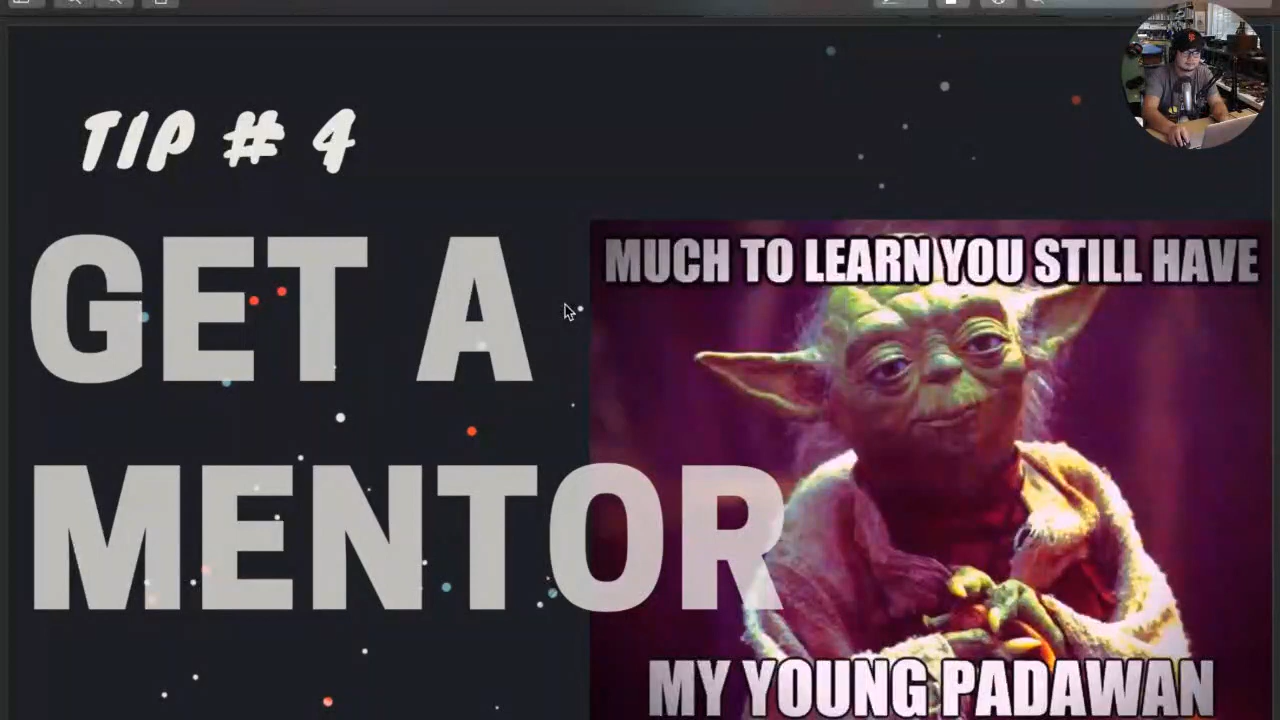 TIP # 4
GET A
MENTOR
MUCH TO LEARN YOU STILL HAVE
MY YOUNG PADAWAN